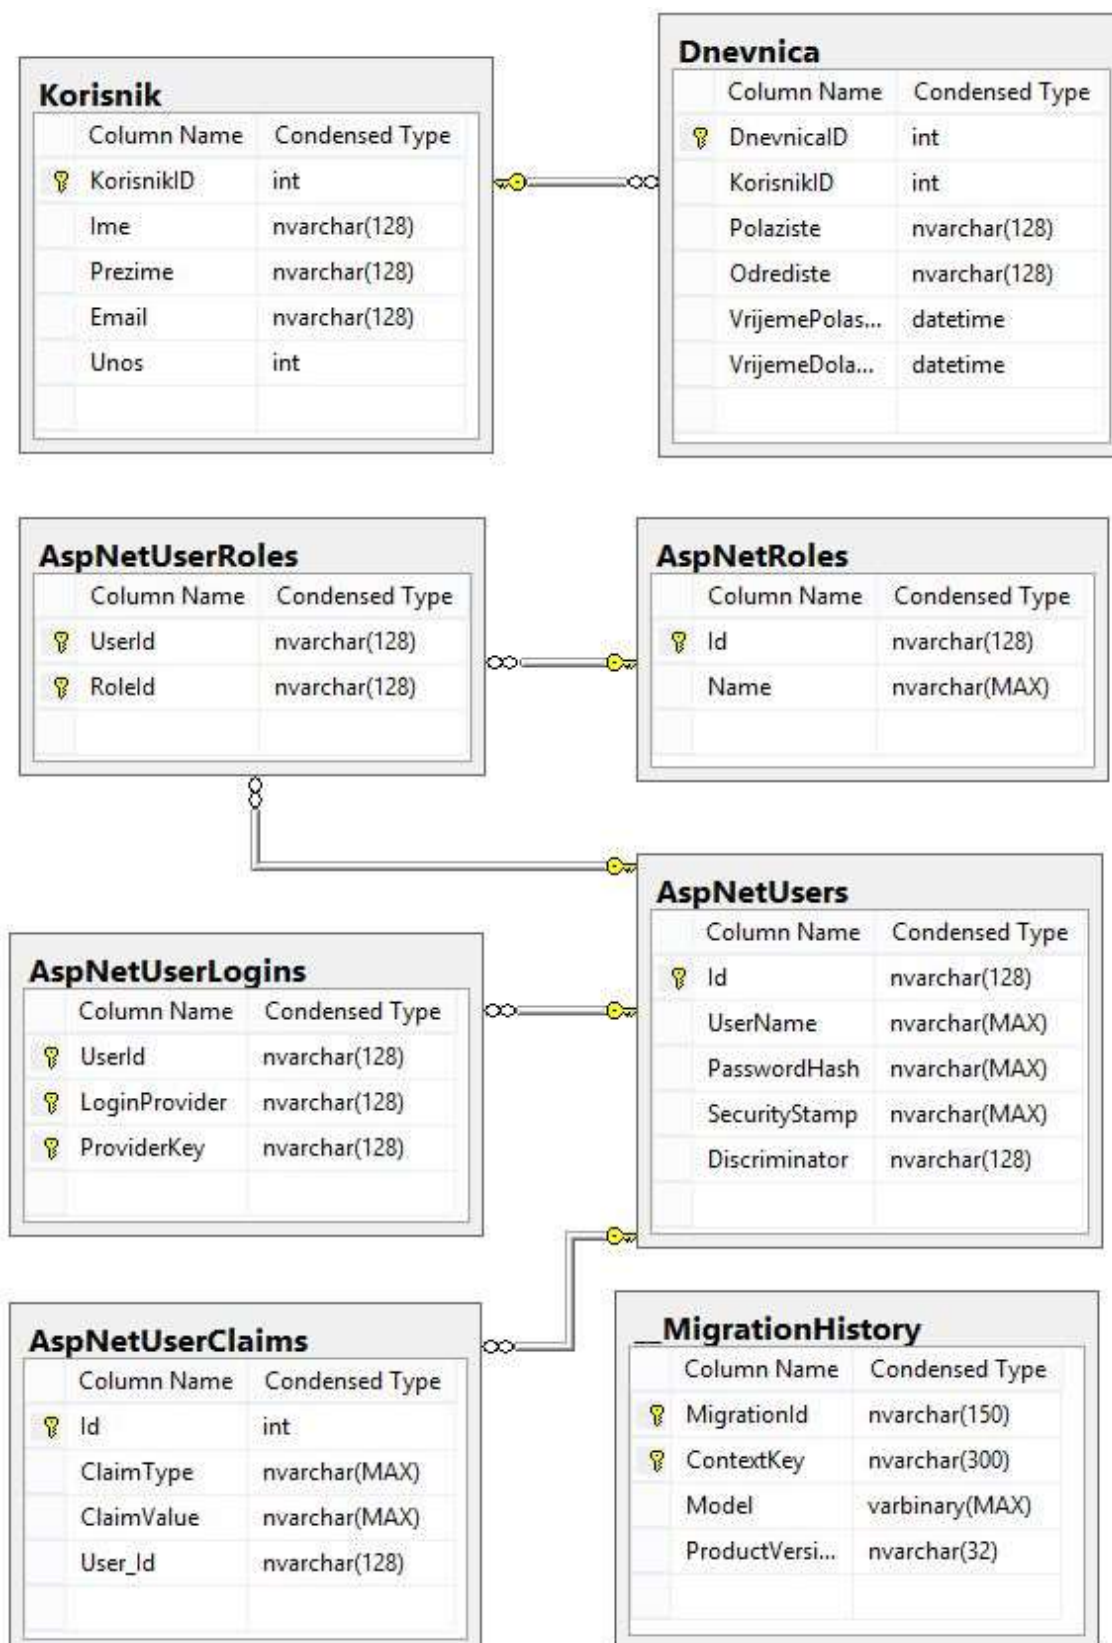 Korisnik
Column Name Condensed Type
KorisnikID int
Ime nvarchar(128)
Prezime nvarchar(128)
Email nvarchar(128)
Unos int
Dnevnica
Column Name Condensed Type
DnevnicaID int
KorisnikID int
Polaziste nvarchar(128)
Odrediste nvarchar(128)
VrijemePolas... datetime
VrijemeDola... datetime
AspNetUserRoles
Column Name Condensed Type
UserId nvarchar(128)
RoleId nvarchar(128)
AspNetRoles
Column Name Condensed Type
Id nvarchar(128)
Name nvarchar(MAX)
AspNetUsers
Column Name Condensed Type
Id nvarchar(128)
UserName nvarchar(MAX)
PasswordHash nvarchar(MAX)
SecurityStamp nvarchar(MAX)
Discriminator nvarchar(128)
AspNetUserLogins
Column Name Condensed Type
UserId nvarchar(128)
LoginProvider nvarchar(128)
ProviderKey nvarchar(128)
AspNetUserClaims
Column Name Condensed Type
Id int
ClaimType nvarchar(MAX)
ClaimValue nvarchar(MAX)
User_Id nvarchar(128)
__MigrationHistory
Column Name Condensed Type
MigrationId nvarchar(150)
ContextKey nvarchar(300)
Model varbinary(MAX)
ProductVersi... nvarchar(32)